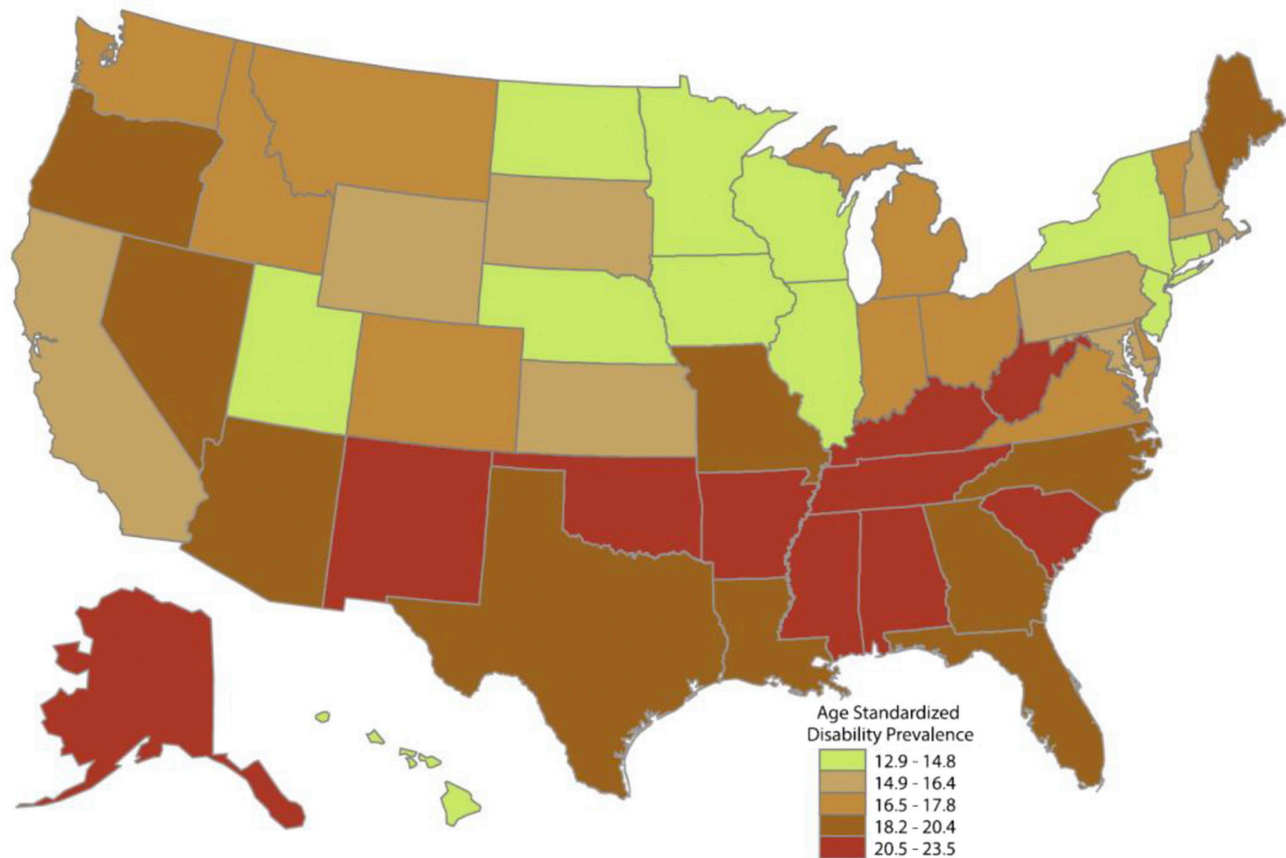 Age Standardized
Disability Prevalence
12.9 - 14.8
14.9 - 16.4
16.5 - 17.8
18.2 - 20.4
20.5 - 23.5